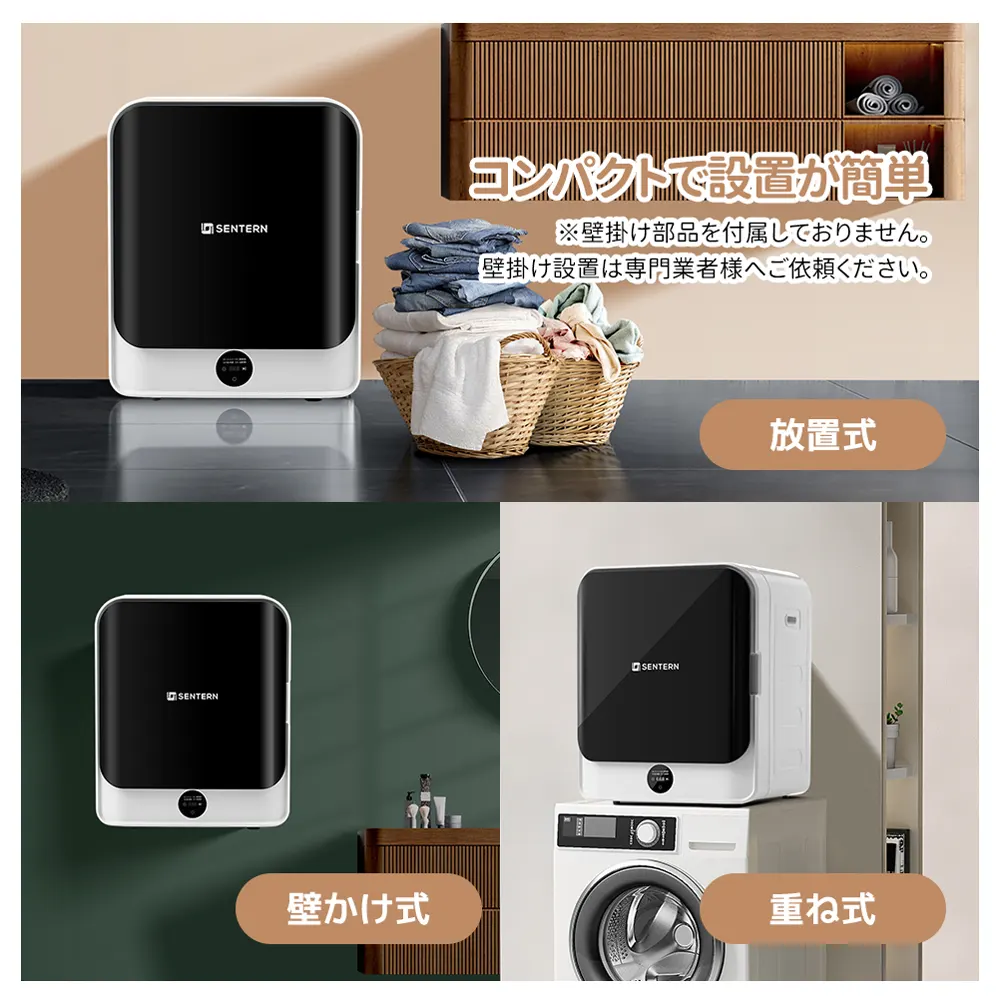 コンパクトで設置が簡単
※壁掛け部品を付属しておりません。
壁掛け設置は専門業者様へご依頼ください。
SENTERN
放置式
SENTERN
壁かけ式
SENTERN
重ね式